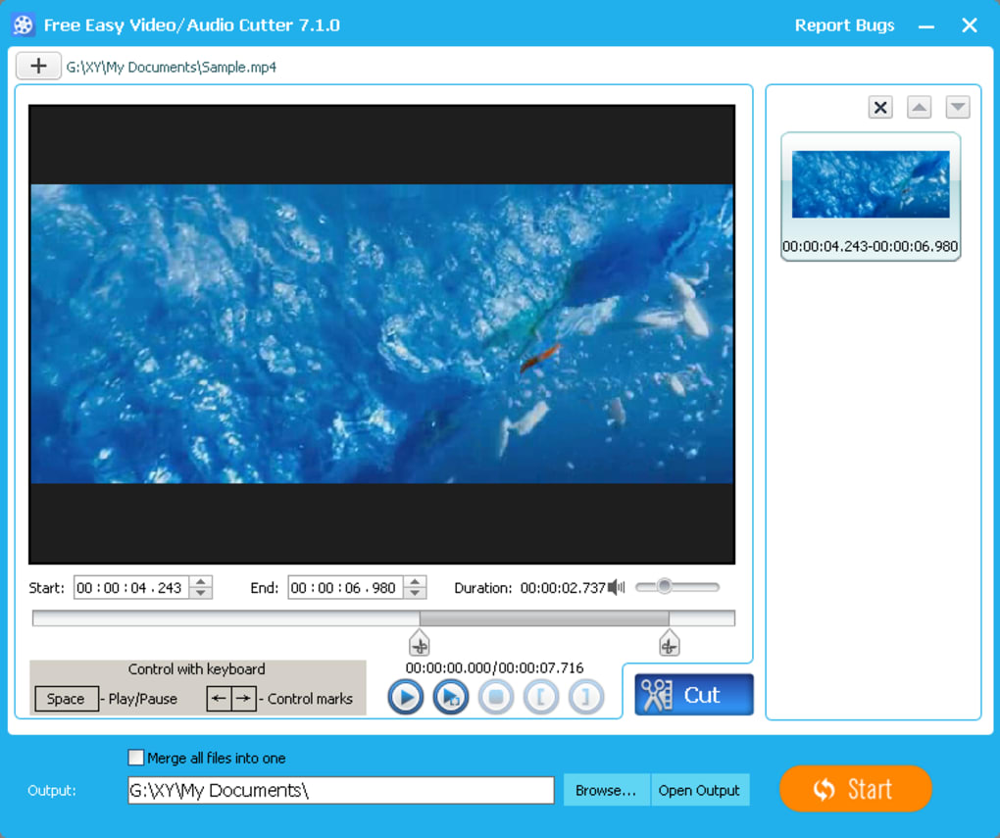 Free Easy Video/Audio Cutter 7.1.0
Report Bugs
G:\XY\My Documents\Sample.mp4
00:00:04.243-00:00:06.980
Start: 00 : 00 : 04 . 243
End: 00 : 00 : 06 . 980
Duration: 00:00:02.737
Control with keyboard
Space - Play/Pause
- Control marks
00:00:00.000/00:00:07.716
Cut
Merge all files into one
Output: G:\XY\My Documents\
Browse...
Open Output
Start